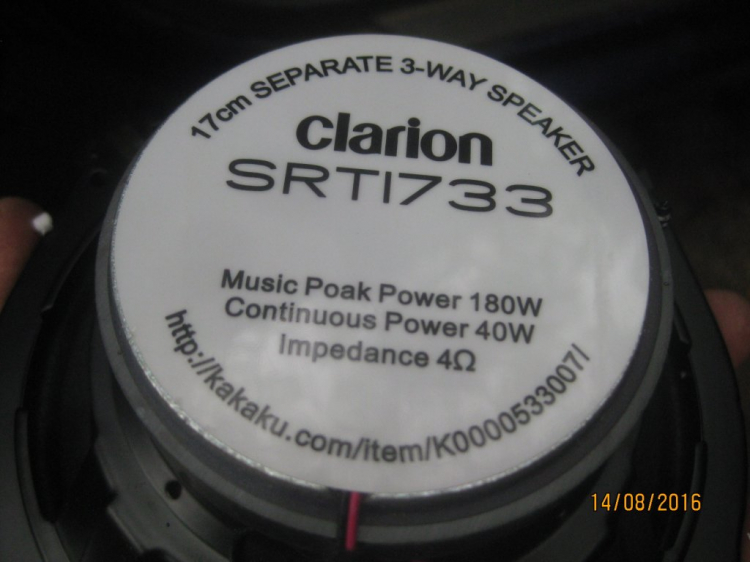 17cm SEPARATE 3-WAY SPEAKER
clarion
SRT1733
Music Poak Power 180W
Continuous Power 40W
Impedance 4Ω
http://kakaku.com/item/K0000533007/
14/08/2016